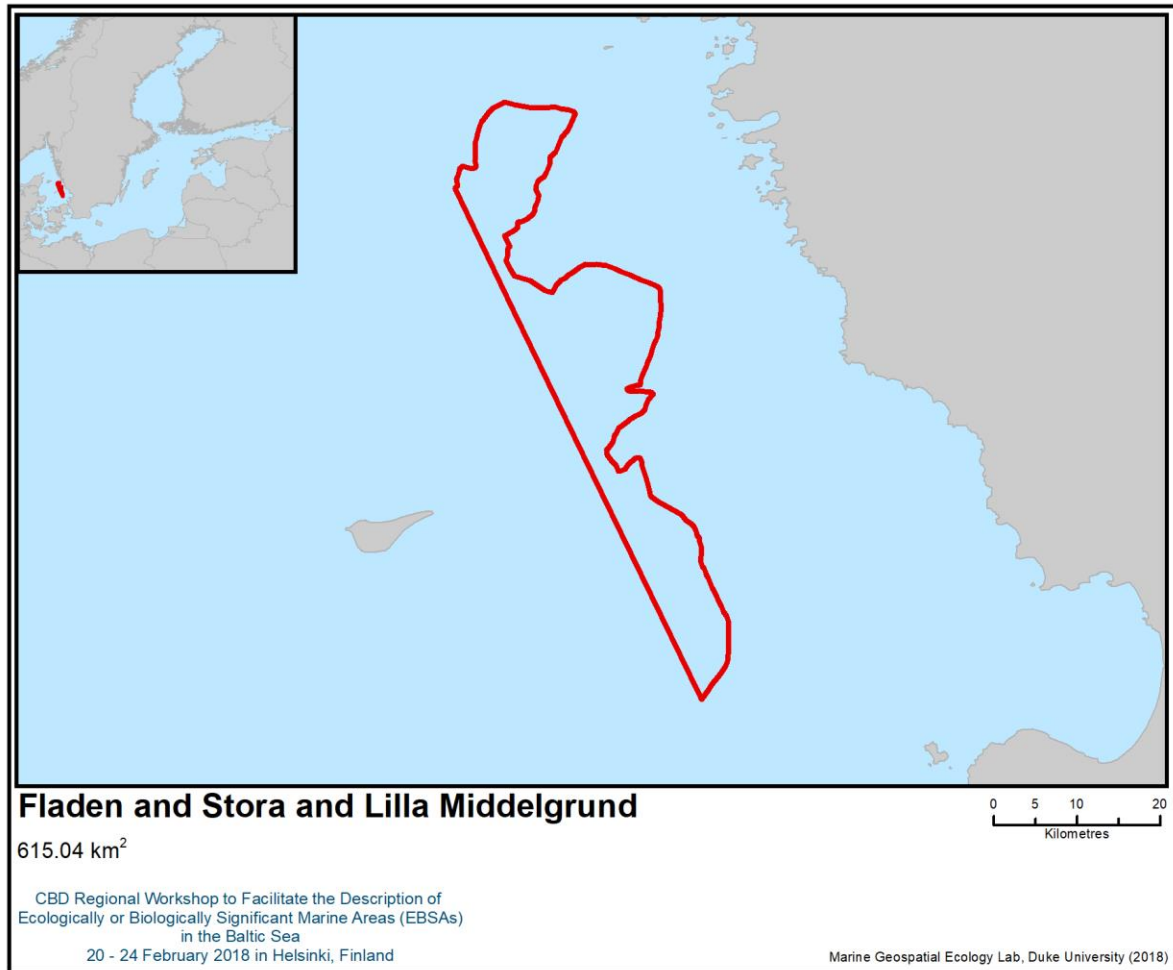 Fladen and Stora and Lilla Middelgrund
615.04 km²
0 5 10 20
Kilometres
CBD Regional Workshop to Facilitate the Description of
Ecologically or Biologically Significant Marine Areas (EBSAs)
in the Baltic Sea
20 - 24 February 2018 in Helsinki, Finland
Marine Geospatial Ecology Lab, Duke University (2018)